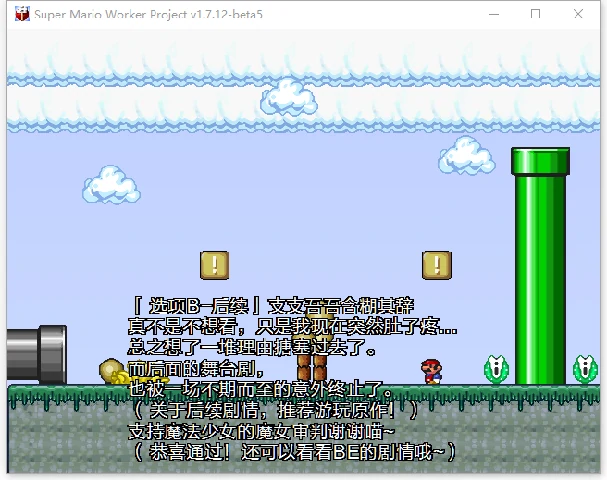 Super Mario Worker Project v1.7.12-beta5
!
!
「 选项B-后续」支支吾吾含糊其辞
真不是不想看，只是我现在突然肚子疼...
总之想了一堆理由搪塞过去了。
而后面的舞台剧，
也被一场不期而至的意外终止了。
（ 关于后续剧情，推荐游玩原作！）
支持魔法少女的魔女审判谢谢喵~
（ 恭喜通过！还可以看看BE的剧情哦~）